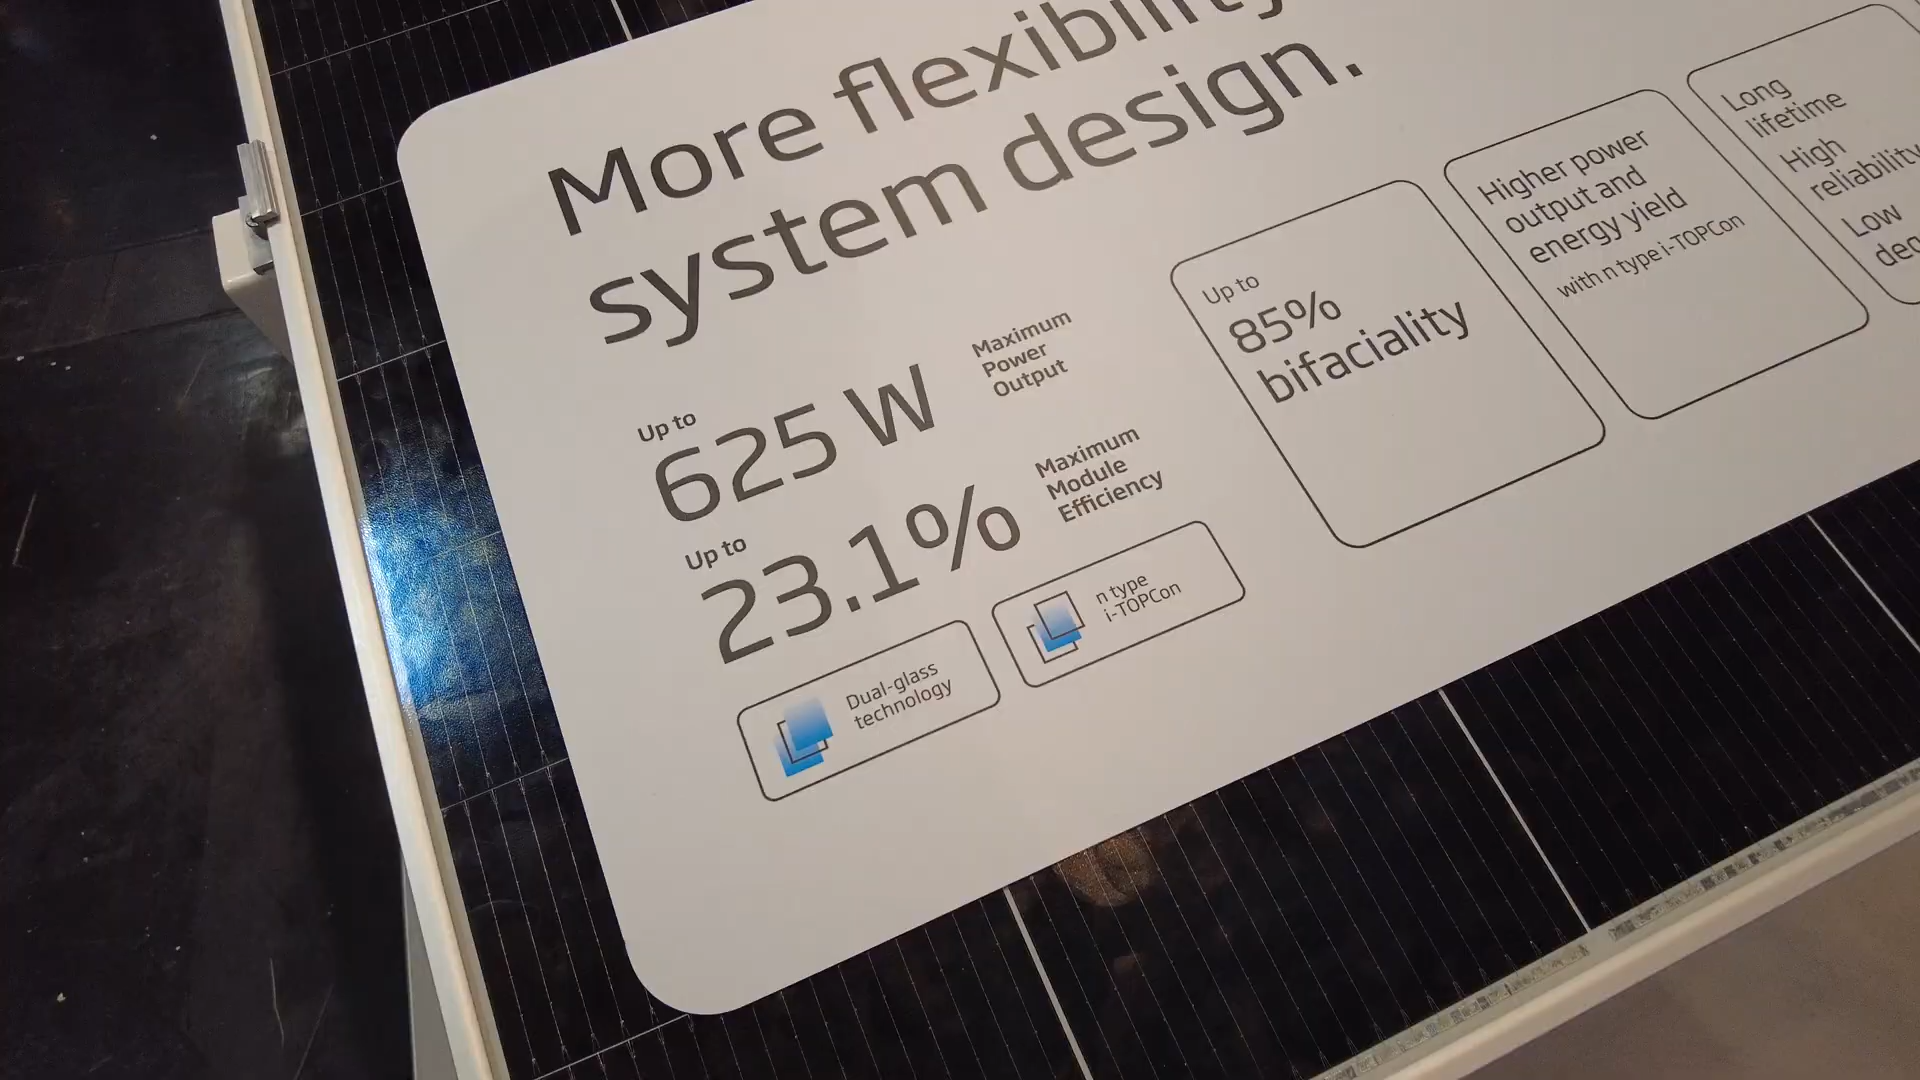 More flexibility
system design.
Up to
625 W
Maximum
Power
Output
Up to
23.1%
Maximum
Module
Efficiency
Dual-glass
technology
n type
i-TOPCon
Up to
85%
bifaciality
Higher power
output and
energy yield
with n type i-TOPCon
Long
lifetime
High
reliability
Low